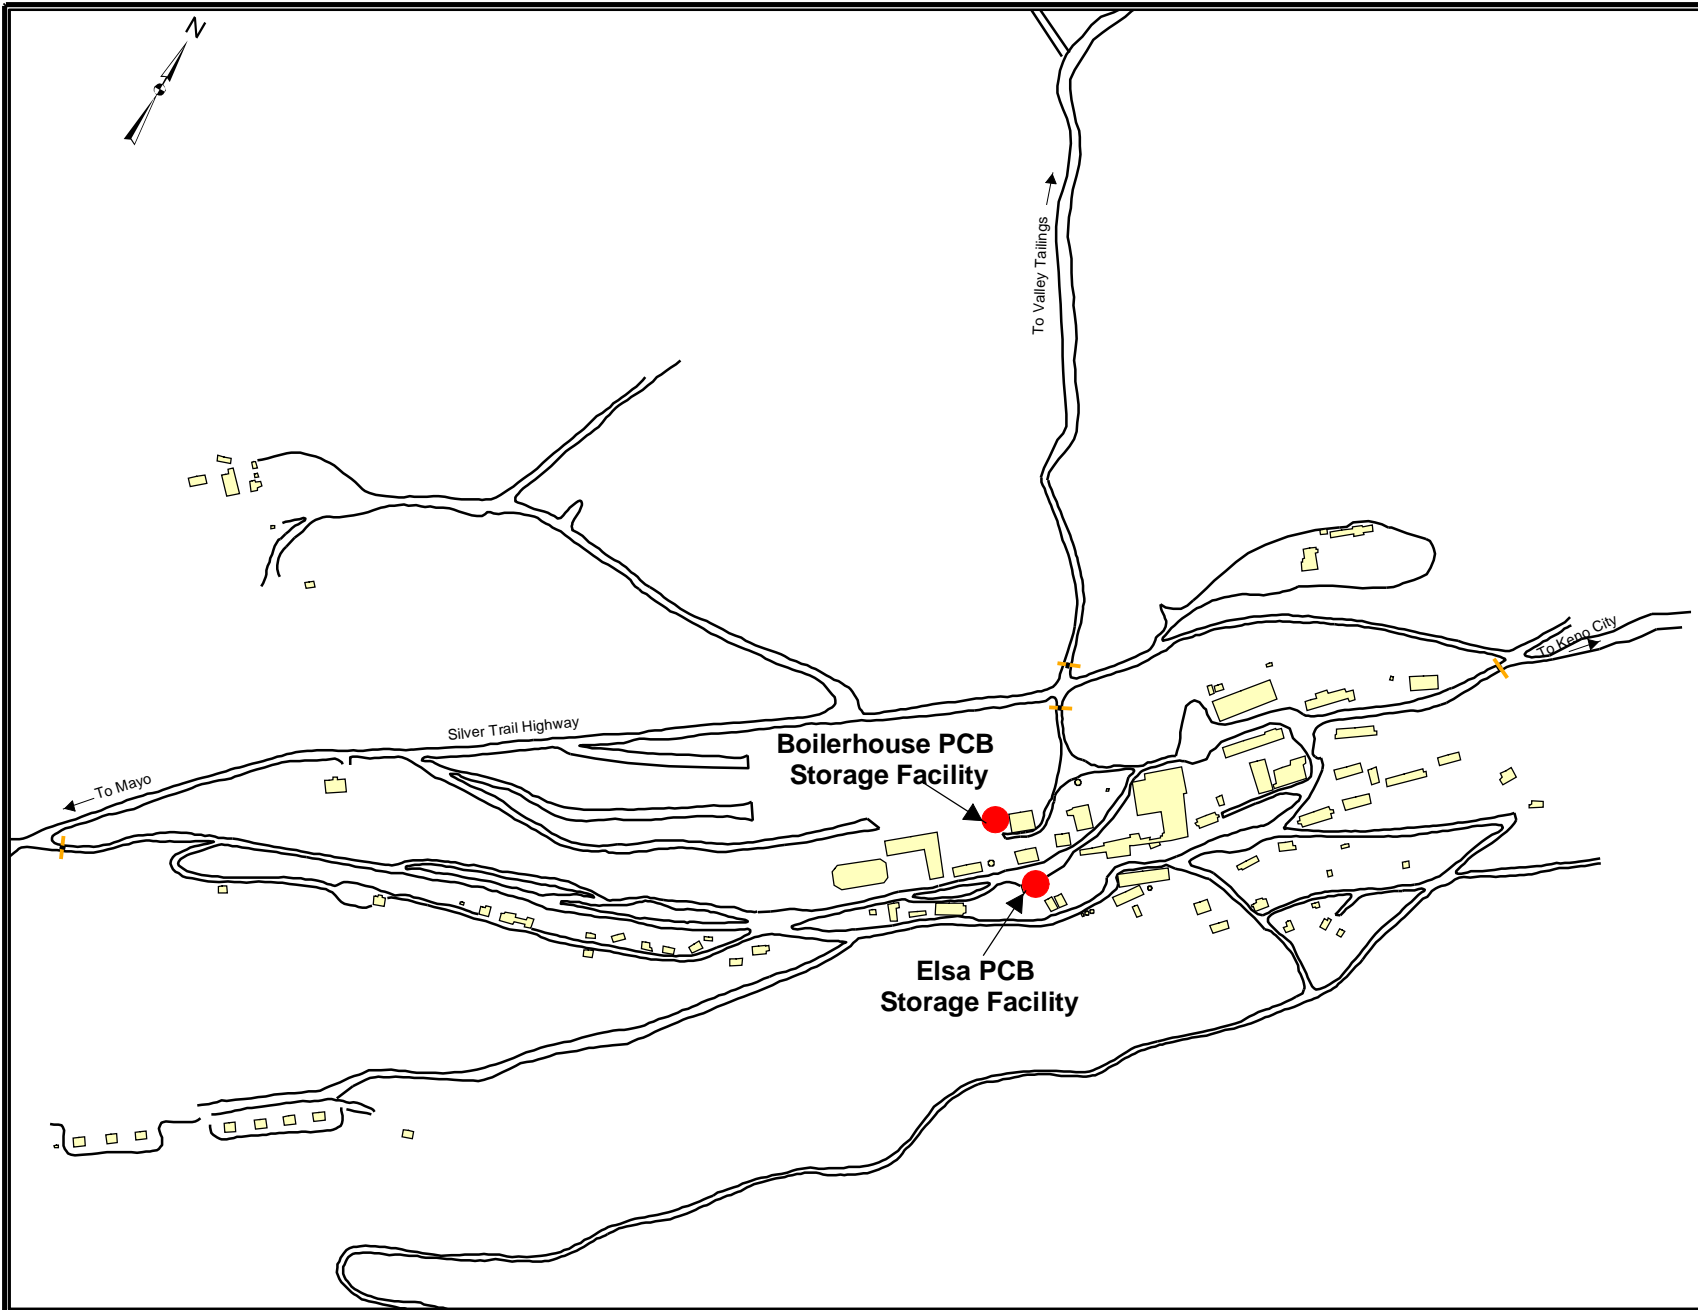 N
To Valley Tailings
To Keno City
Silver Trail Highway
To Mayo
Boilerhouse PCB
Storage Facility
Elsa PCB
Storage Facility